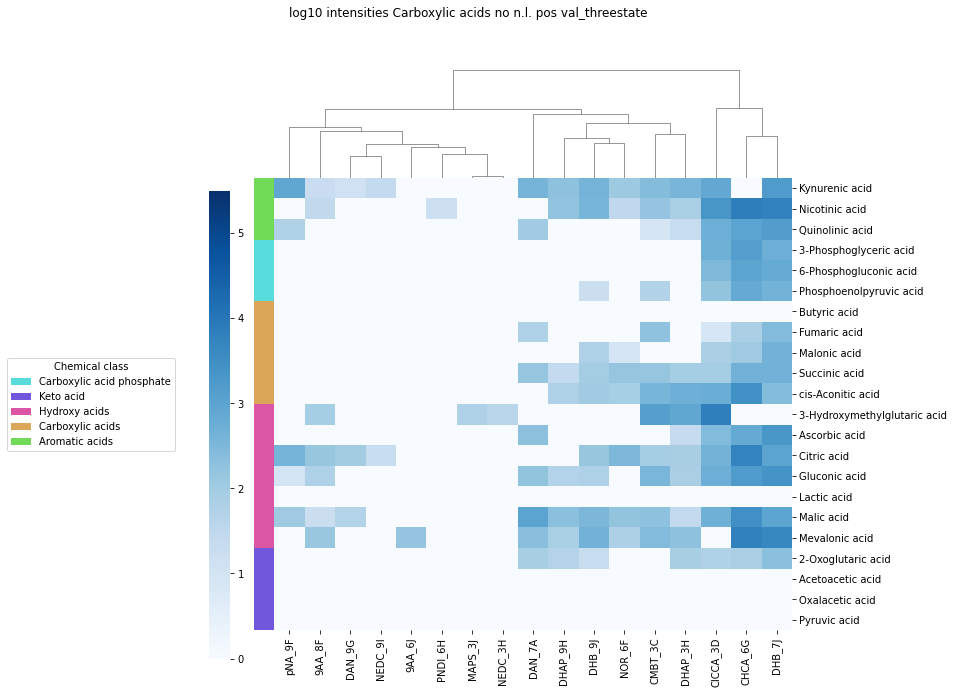 log10 intensities Carboxylic acids no n.l. pos val_threestate
Kynurenic acid
Nicotinic acid
Quinolinic acid
3-Phosphoglyceric acid
6-Phosphogluconic acid
Phosphoenolpyruvic acid
Butyric acid
Fumaric acid
Malonic acid
Succinic acid
cis-Aconitic acid
3-Hydroxymethylglutaric acid
Ascorbic acid
Citric acid
Gluconic acid
Lactic acid
Malic acid
Mevalonic acid
2-Oxoglutaric acid
Acetoacetic acid
Oxalacetic acid
Pyruvic acid
5
4
3
2
1
0
Chemical class
Carboxylic acid phosphate
Keto acid
Hydroxy acids
Carboxylic acids
Aromatic acids
pNA_9F
9AA_8F
DAN_9G
NEDC_9I
9AA_6J
PNDI_6H
MAPS_3J
NEDC_3H
DAN_7A
DHAP_9H
DHB_9J
NOR_6F
CMBT_3C
DHAP_3H
CICCA_3D
CHCA_6G
DHB_7J